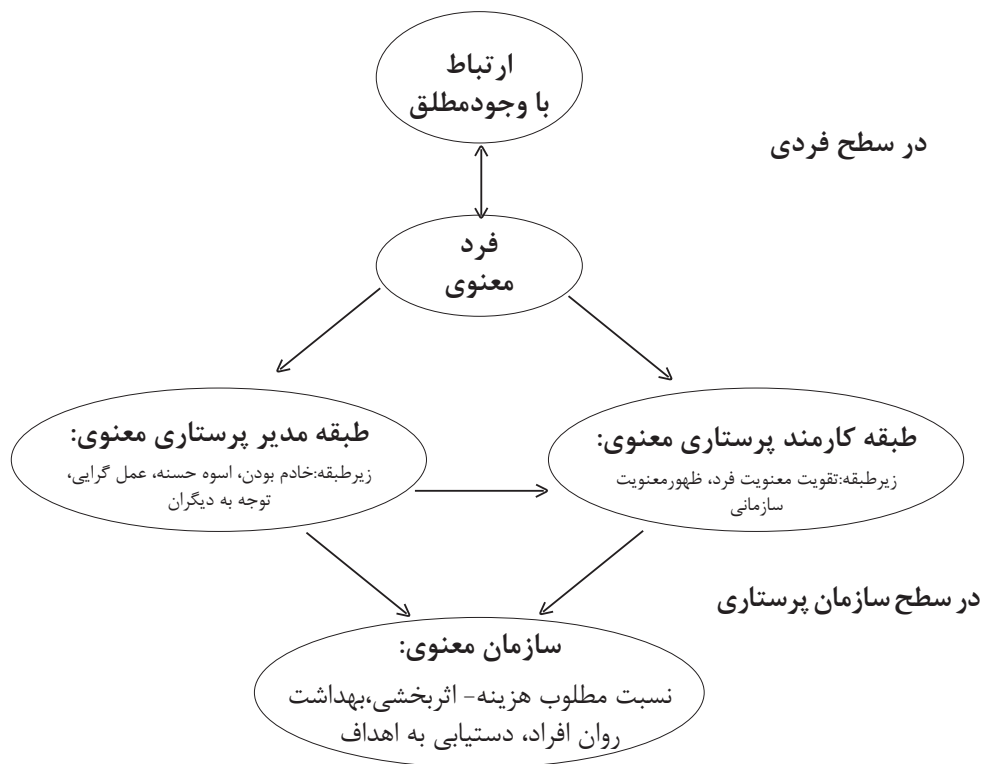 ارتباط
با وجودمطلق
در سطح فردی
فرد
معنوی
طبقه کارمند پرستاری معنوی:
زیرطبقه:تقویت معنویت فرد، ظهورمعنویت
سازمانی
طبقه مدیر پرستاری معنوی:
زیرطبقه:خادم بودن، اسوه حسنه، عمل گرایی،
توجه به دیگران
در سطح سازمان پرستاری
سازمان معنوی:
نسبت مطلوب هزینه- اثربخشی،بهداشت
روان افراد، دستیابی به اهداف